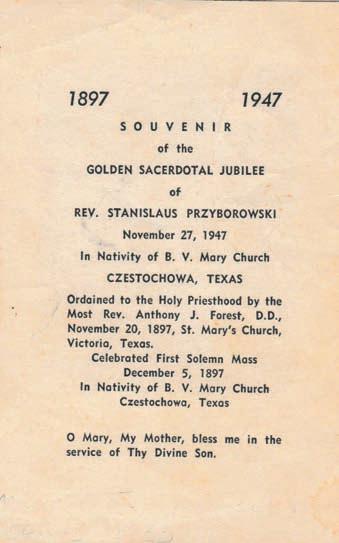 1897 1947
SOUVENIR
of the
GOLDEN SACERDOTAL JUBILEE
of
REV. STANISLAUS PRZYBOROWSKI
November 27, 1947
In Nativity of B. V. Mary Church
CZESTOCHOWA, TEXAS
Ordained to the Holy Priesthood by the
Most Rev. Anthony J. Forest, D.D.,
November 20, 1897, St. Mary's Church,
Victoria, Texas.
Celebrated First Solemn Mass
December 5, 1897
In Nativity of B. V. Mary Church
Czestochowa, Texas
O Mary, My Mother, bless me in the
service of Thy Divine Son.